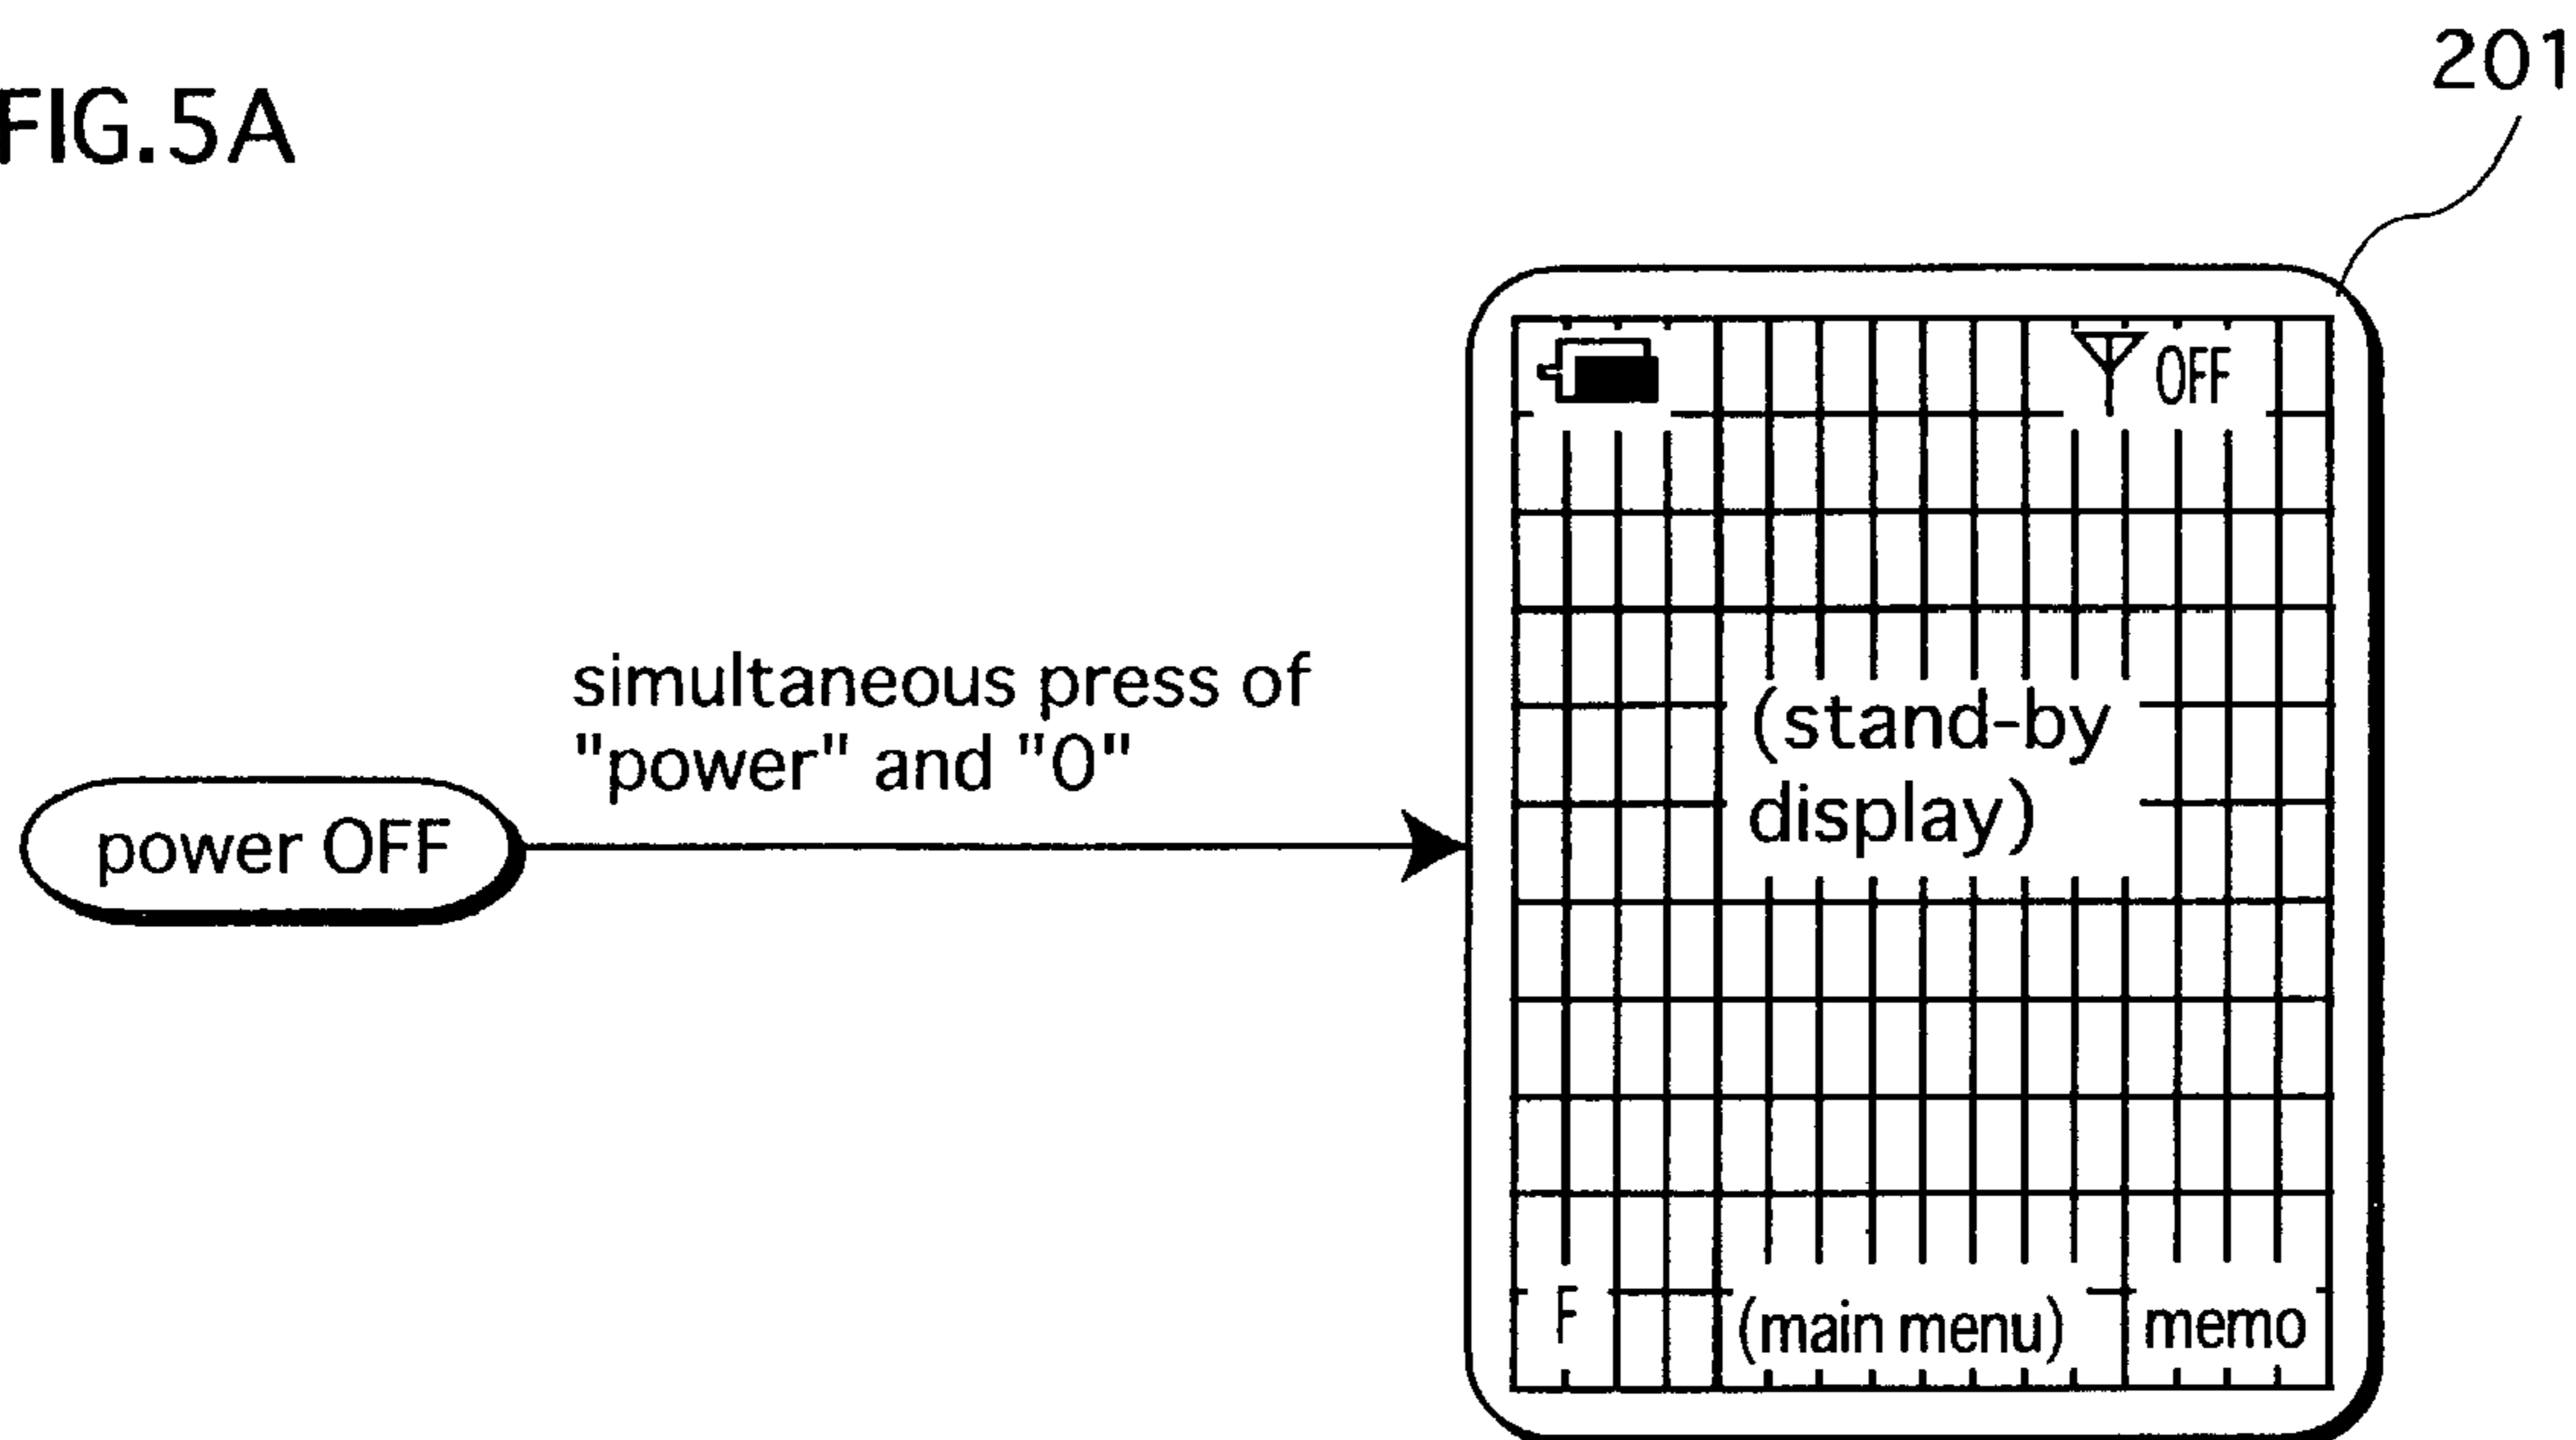 FIG.5A
201
OFF
simultaneous press of
"power" and "0"
power OFF
(stand-by
display)
F
(main menu)
memo